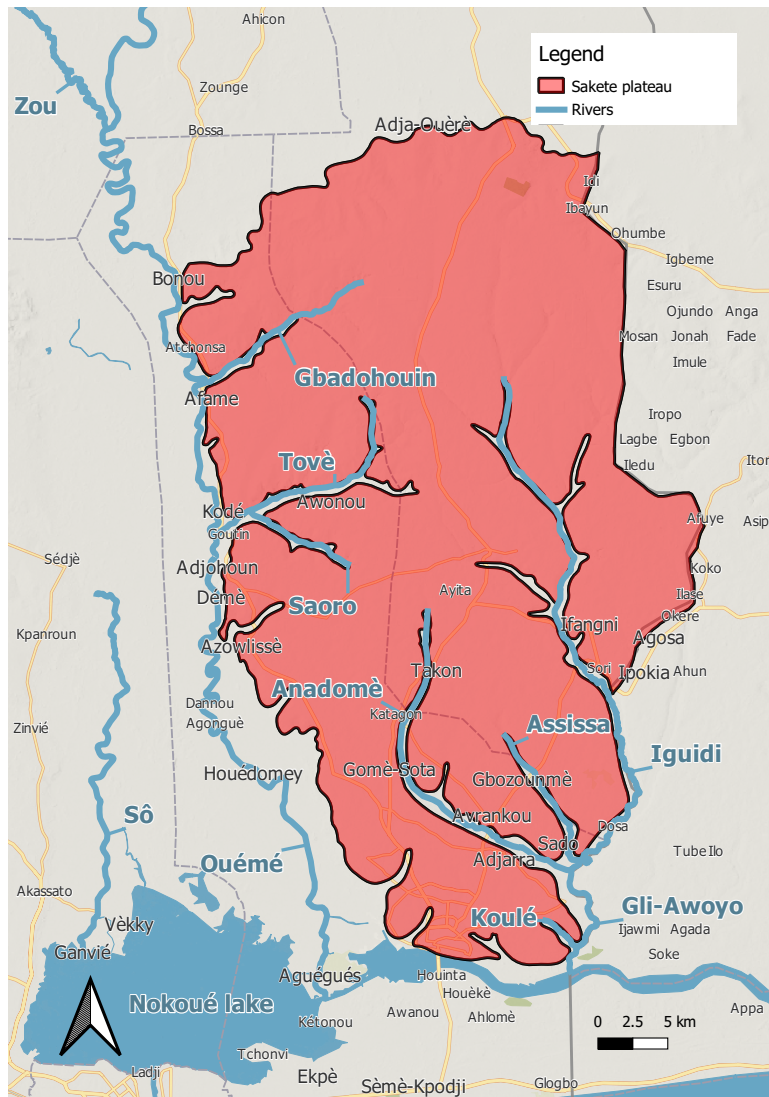 Ahicon
Legend
Sakete plateau
Rivers
Zounge
Zou
Bossa
Adja-Ouèrè
Idi
Ibayun
Ohumbe
Igbeme
Bonou
Esuru
Ojundo
Anga
Mosan
Jonah
Fade
Atchonsa
Imule
Gbadohouin
Afame
Iropo
Lagbe
Egbon
Tovè
Iledu
Itor
Awonou
Kodé
Afuye
Asip
Goutin
Sédjè
Adjohoun
Koko
Ayita
Ilase
Démè
Saoro
Okere
Ifangni
Kpanroun
Agosa
Azowlissè
Takon
Sori
Ipokia
Ahun
Anadomè
Dannou
Katagon
Agonguè
Assissa
Zinvié
Iguidi
Houédomey
Gomè-Sota
Gbozounmè
Sô
Avrankou
Dosa
Sado
Tube
Ilo
Ouémé
Adjarra
Akassato
Gli-Awoyo
Vèkky
Koulé
Ijawmi
Agada
Ganvié
Soke
Aguégués
Houinta
Houèkè
Nokoué lake
Appa
Awanou
Ahlomè
Kétonou
0 2.5 5 km
Tchonvi
Ladji
Ekpè
Sèmè-Kpodji
Glogbo